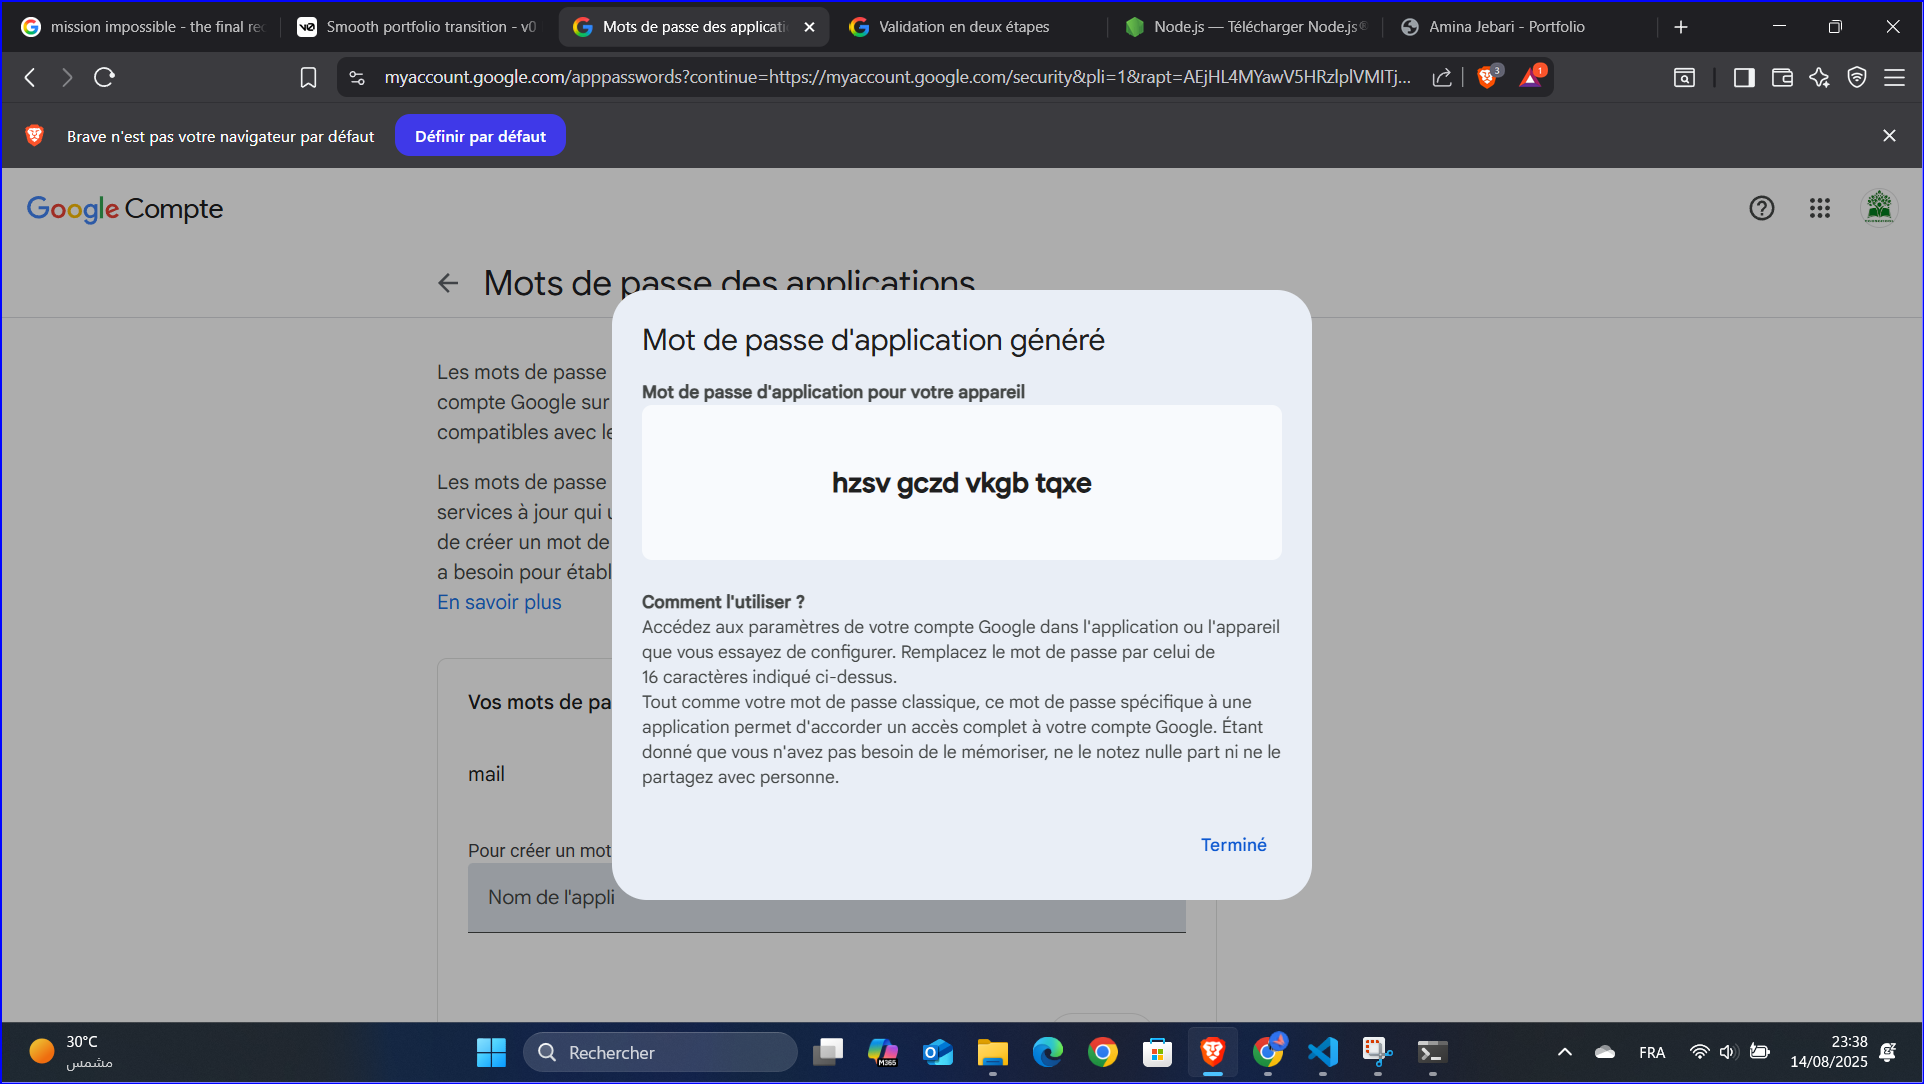 mission impossible - the final rec
Smooth portfolio transition - v0
Mots de passe des applicati
Validation en deux étapes
Node.js — Télécharger Node.js®
Amina Jebari - Portfolio
myaccount.google.com/apppasswords?continue=https://myaccount.google.com/security&pli=1&rapt=AEjHL4MYawV5HRzlplVMITj...
3
1
Brave n'est pas votre navigateur par défaut
Définir par défaut
Google Compte
Mots de passe des applications
Les mots de passe
compte Google sur
compatibles avec le
Les mots de passe
services à jour qui u
de créer un mot de
a besoin pour établ
En savoir plus
Vos mots de pa
mail
Pour créer un mot
Nom de l'appli
Mot de passe d'application généré
Mot de passe d'application pour votre appareil
hzsv gczd vkgb tqxe
Comment l'utiliser ?
Accédez aux paramètres de votre compte Google dans l'application ou l'appareil
que vous essayez de configurer. Remplacez le mot de passe par celui de
16 caractères indiqué ci-dessus.
Tout comme votre mot de passe classique, ce mot de passe spécifique à une
application permet d'accorder un accès complet à votre compte Google. Étant
donné que vous n'avez pas besoin de le mémoriser, ne le notez nulle part ni ne le
partagez avec personne.
Terminé
30°C
مشمس
Rechercher
M365
FRA
23:38
14/08/2025